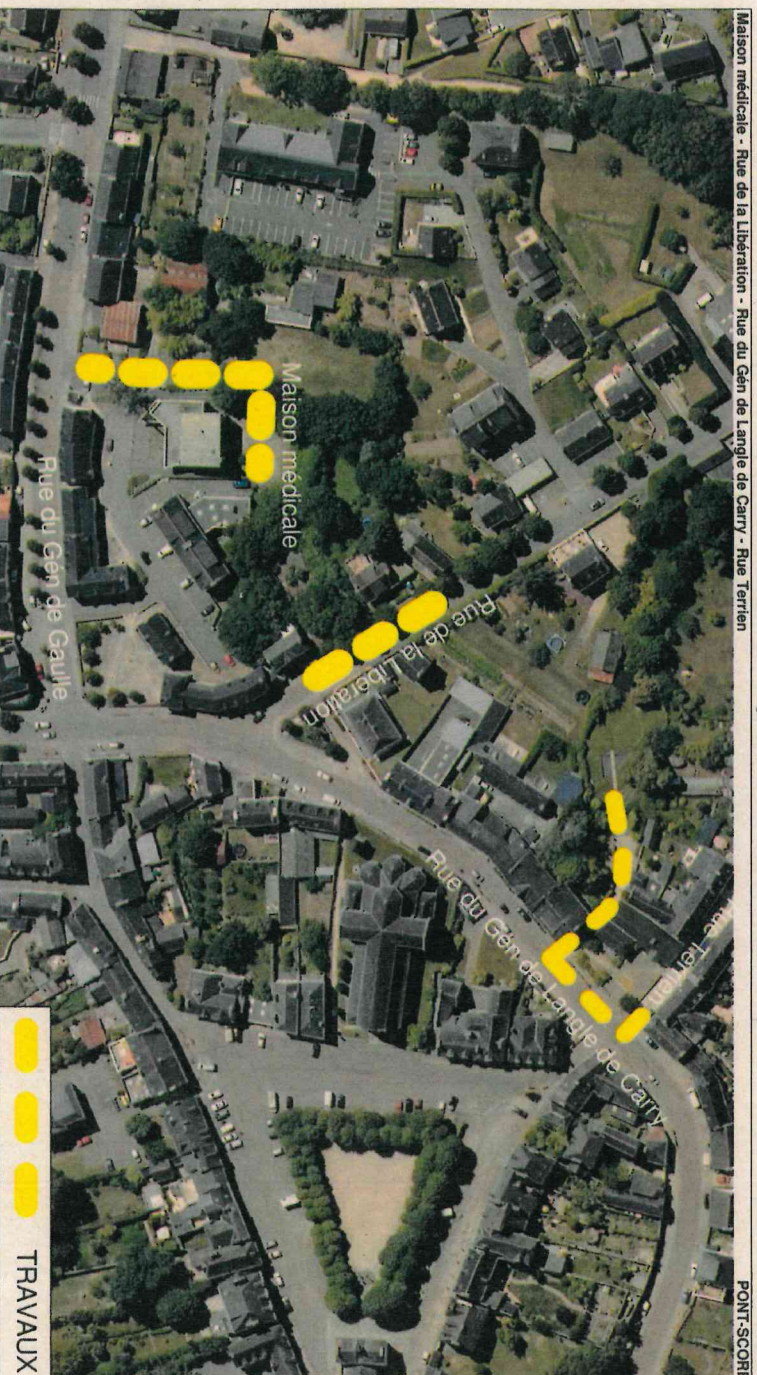 Maison médicale - Rue de la Libération - Rue du Gén de Langle de Carry - Rue Terrien
PONT-SCORFF
Maison médicale
Rue du Gén de Gaulle
Rue de la Libération
Rue du Gén de Langle de Carry
Rue Terrien
TRAVAUX